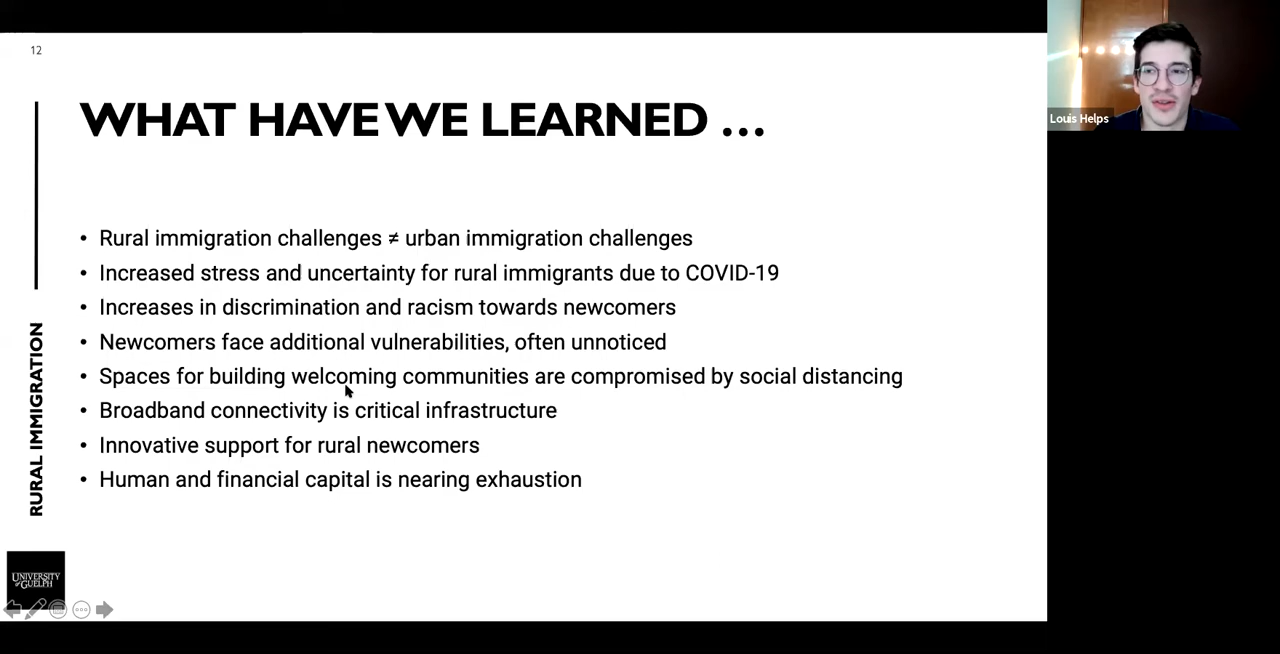 12
WHAT HAVE WE LEARNED ...
• Rural immigration challenges ≠ urban immigration challenges
• Increased stress and uncertainty for rural immigrants due to COVID-19
• Increases in discrimination and racism towards newcomers
• Newcomers face additional vulnerabilities, often unnoticed
• Spaces for building welcoming communities are compromised by social distancing
• Broadband connectivity is critical infrastructure
• Innovative support for rural newcomers
• Human and financial capital is nearing exhaustion
RURAL IMMIGRATION
UNIVERSITY
OF GUELPH
Louis Helps